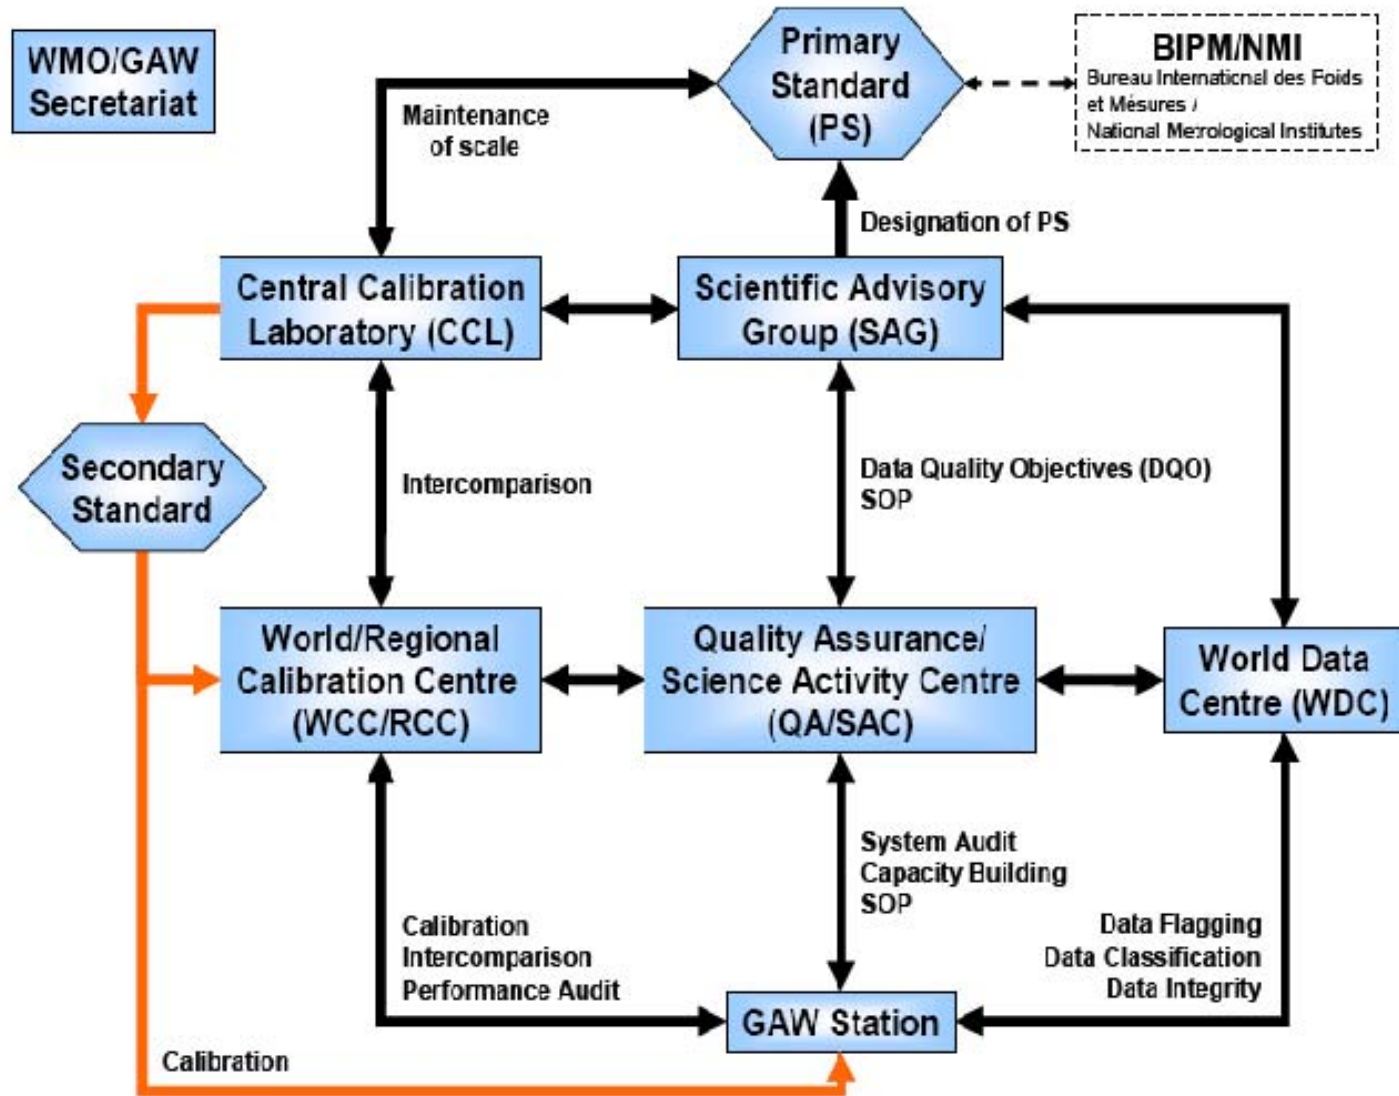 WMO/GAW
Secretariat
Primary
Standard
(PS)
BIPM/NMI
Bureau International des Foids
et Mésures /
National Metrological Institutes
Maintenance
of scale
Designation of PS
Central Calibration
Laboratory (CCL)
Scientific Advisory
Group (SAG)
Secondary
Standard
Intercomparison
Data Quality Objectives (DQO)
SOP
World/Regional
Calibration Centre
(WCC/RCC)
Quality Assurance/
Science Activity Centre
(QA/SAC)
World Data
Centre (WDC)
System Audit
Capacity Building
SOP
Calibration
Intercomparison
Performance Audit
Data Flagging
Data Classification
Data Integrity
GAW Station
Calibration